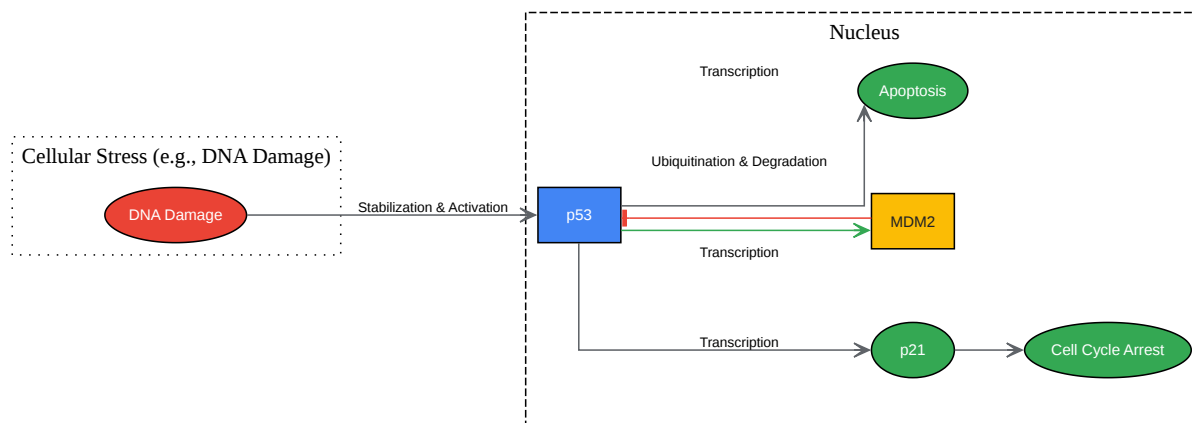 Nucleus
Transcription
Apoptosis
Cellular Stress (e.g., DNA Damage)
Ubiquitination & Degradation
DNA Damage
Stabilization & Activation
p53
MDM2
Transcription
Transcription
p21
Cell Cycle Arrest